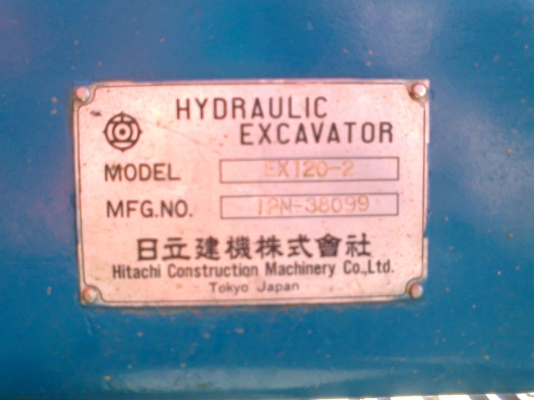 HYDRAULIC
EXCAVATOR
MODEL EX120-2
MFG.NO. 12N-38099
日立建機株式會社
Hitachi Construction Machinery Co.,Ltd.
Tokyo Japan